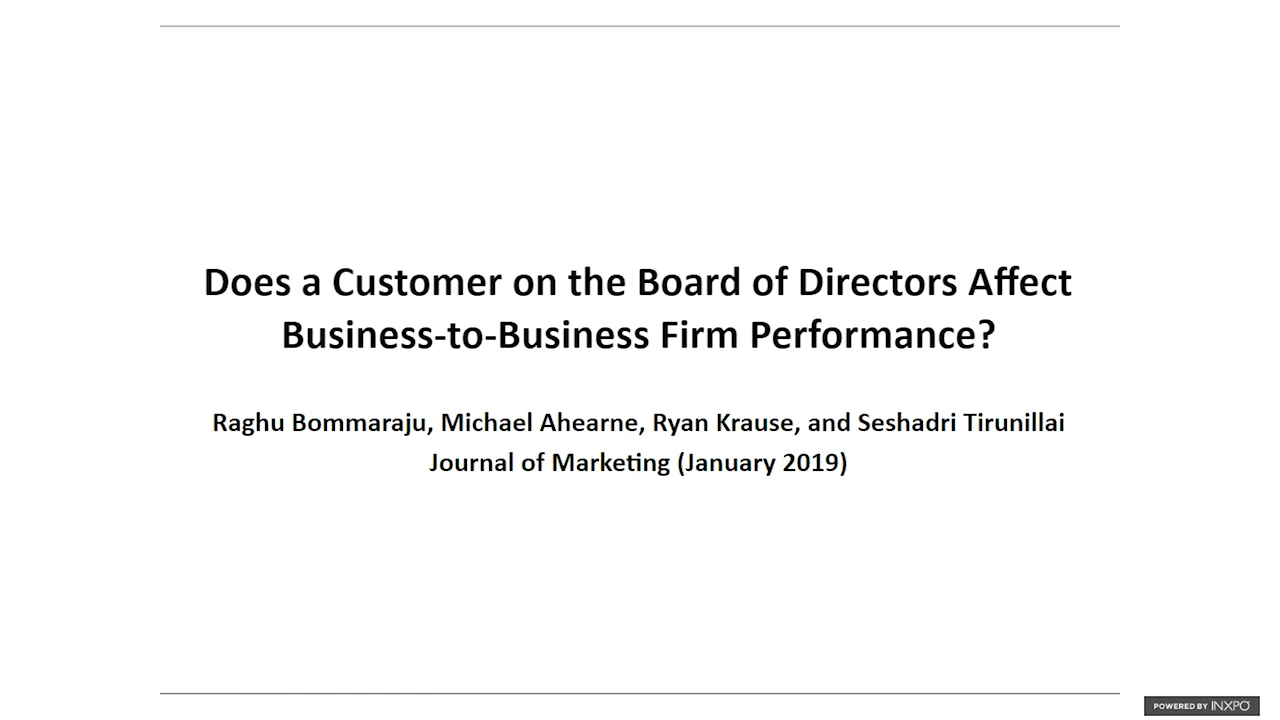 Does a Customer on the Board of Directors Affect
Business-to-Business Firm Performance?
Raghu Bommaraju, Michael Ahearne, Ryan Krause, and Seshadri Tirunillai
Journal of Marketing (January 2019)
POWERED BY INXPO